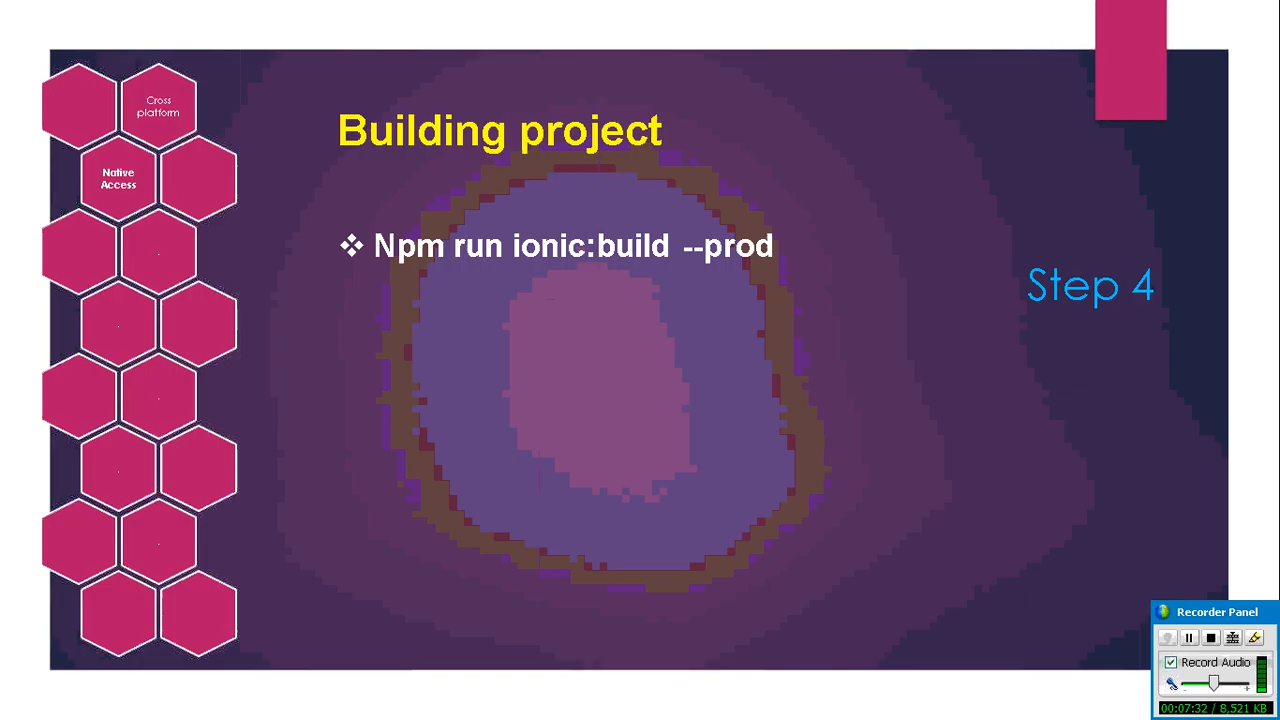 Cross
platform
Native
Access
Building project
❖ Npm run ionic:build --prod
Step 4
Recorder Panel
Record Audio
- +
00:07:32 / 8,521 KB